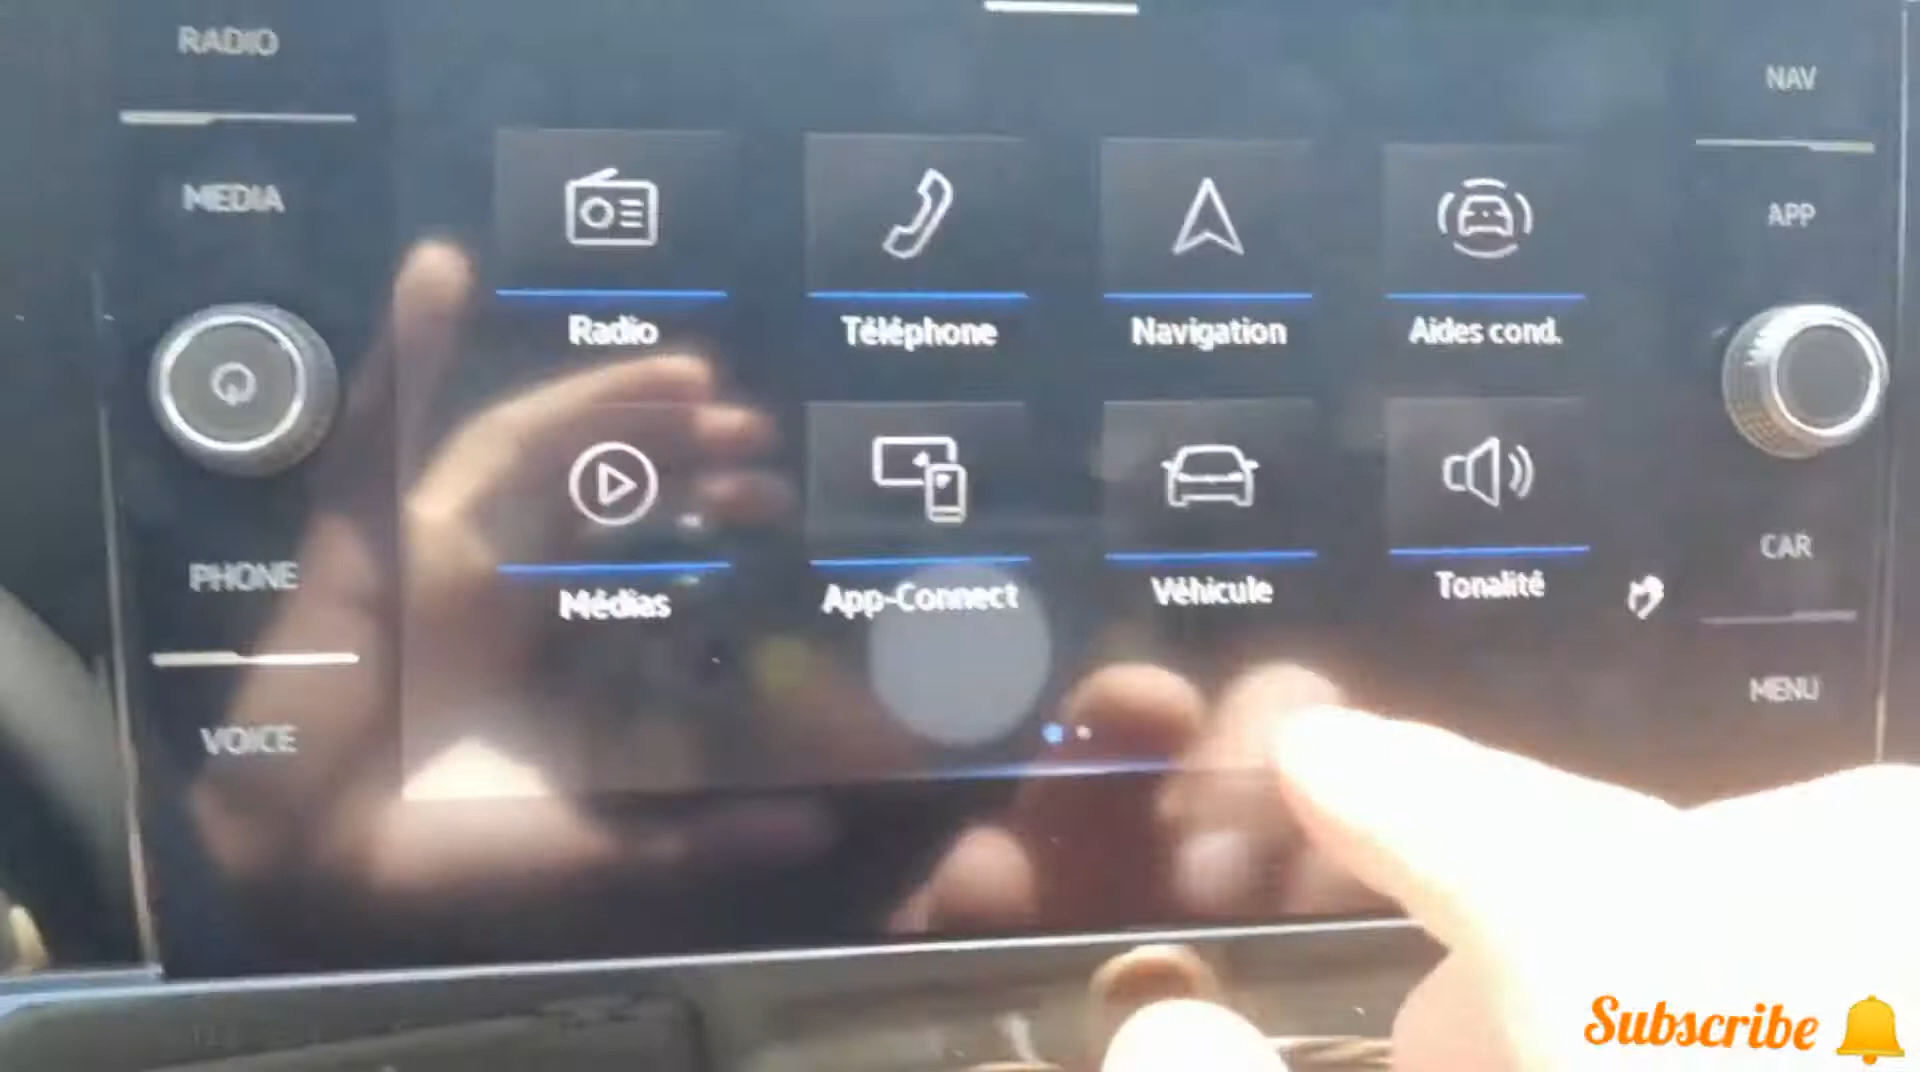 RADIO
MEDIA
PHONE
VOICE
Radio
Téléphone
Navigation
Aides cond.
Médias
App-Connect
Véhicule
Tonalité
NAV
APP
CAR
MENU
Subscribe